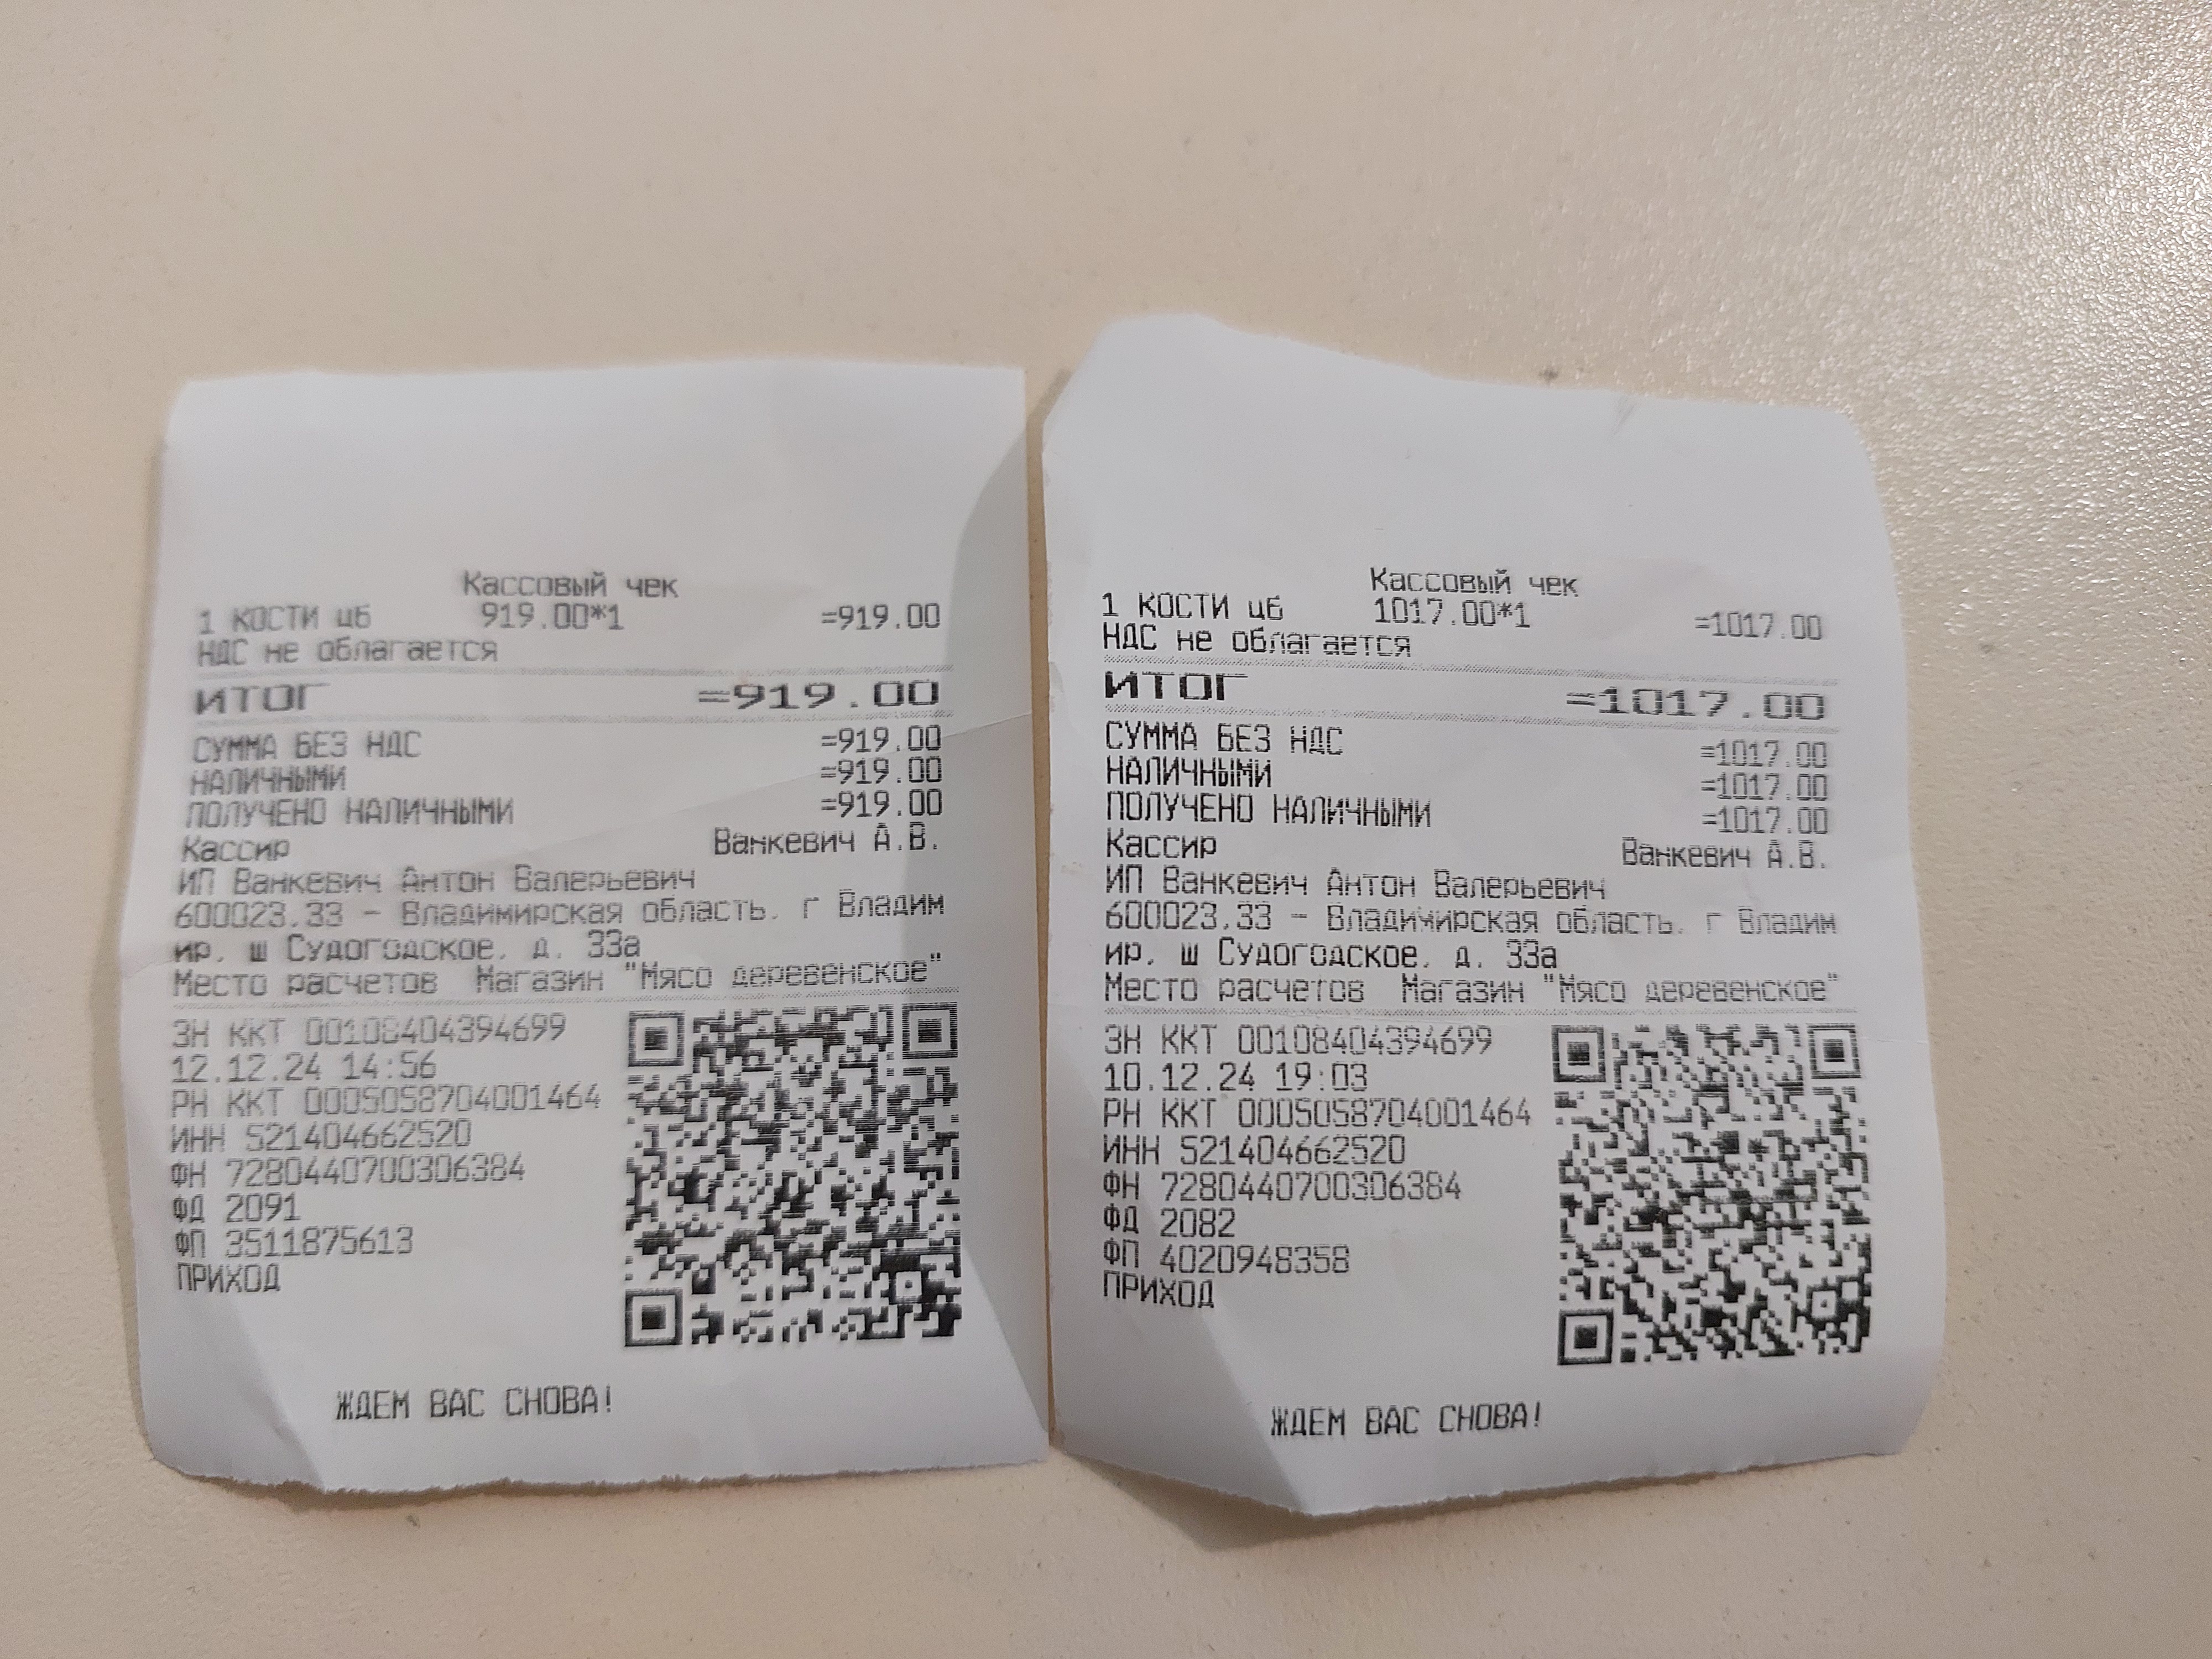 Кассовый чек
1 КОСТИ цб 919.00*1 =919.00
НДС не облагается
ИТОГ =919.00
СУММА БЕЗ НДС =919.00
НАЛИЧНЫМИ =919.00
ПОЛУЧЕНО НАЛИЧНЫМИ =919.00
Кассир Ванкевич А.В.
ИП Ванкевич Антон Валерьевич
600023,33 - Владимирская область, г Владим
ир, ш Судогодское, д. 33а
Место расчетов Магазин "Мясо деревенское"
ЗН ККТ 00108404394699
12.12.24 14:56
РН ККТ 0005058704001464
ИНН 521404662520
ФН 7280440700306384
ФД 2091
ФП 3511875613
ПРИХОД
ЖДЕМ ВАС СНОВА!
Кассовый чек
1 КОСТИ цб 1017.00*1 =1017.00
НДС не облагается
ИТОГ =1017.00
СУММА БЕЗ НДС =1017.00
НАЛИЧНЫМИ =1017.00
ПОЛУЧЕНО НАЛИЧНЫМИ =1017.00
Кассир Ванкевич А.В.
ИП Ванкевич Антон Валерьевич
600023,33 - Владимирская область, г Владим
ир, ш Судогодское, д. 33а
Место расчетов Магазин "Мясо деревенское"
ЗН ККТ 00108404394699
10.12.24 19:03
РН ККТ 0005058704001464
ИНН 521404662520
ФН 7280440700306384
ФД 2082
ФП 4020948358
ПРИХОД
ЖДЕМ ВАС СНОВА!